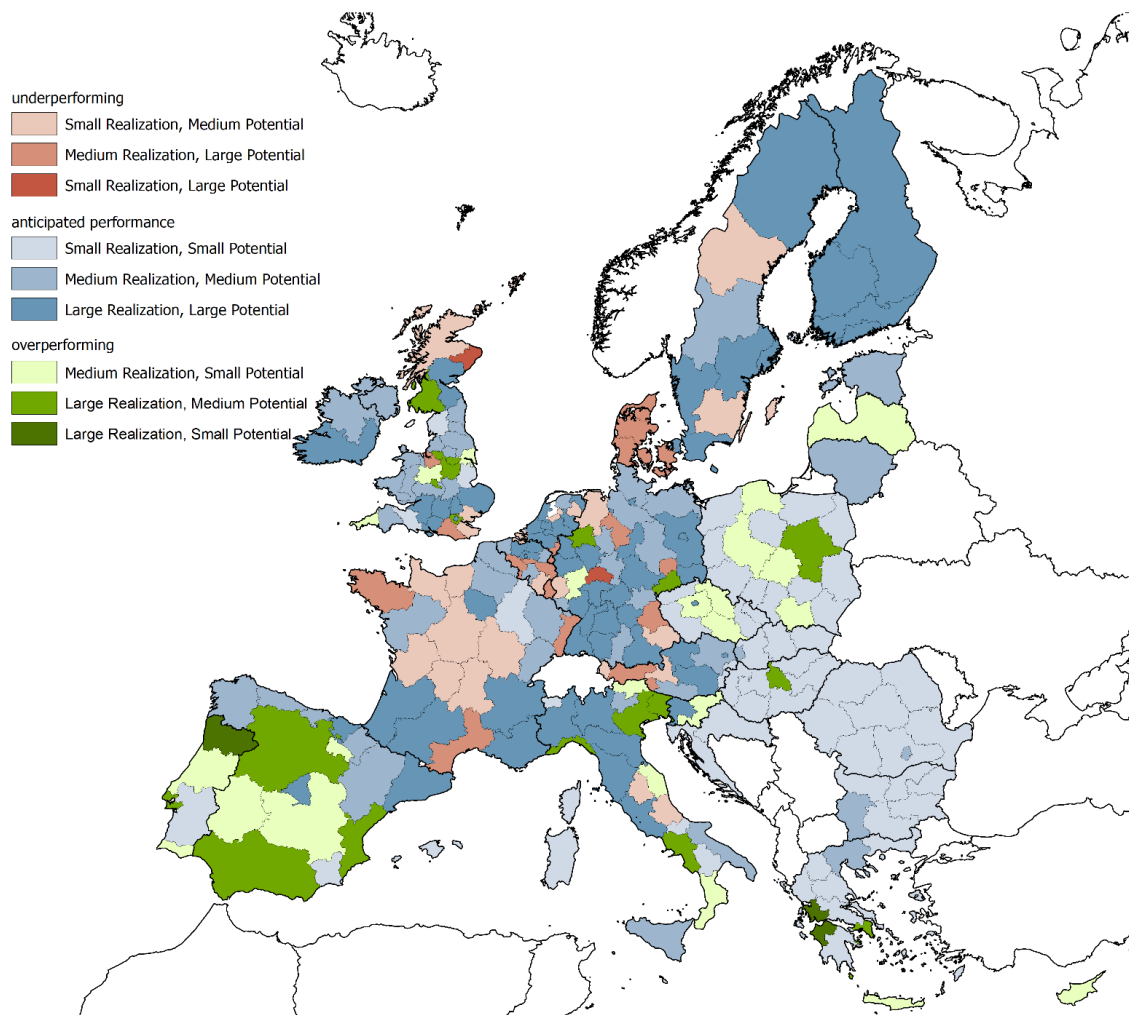 underperforming
Small Realization, Medium Potential
Medium Realization, Large Potential
Small Realization, Large Potential
anticipated performance
Small Realization, Small Potential
Medium Realization, Medium Potential
Large Realization, Large Potential
overperforming
Medium Realization, Small Potential
Large Realization, Medium Potential
Large Realization, Small Potential